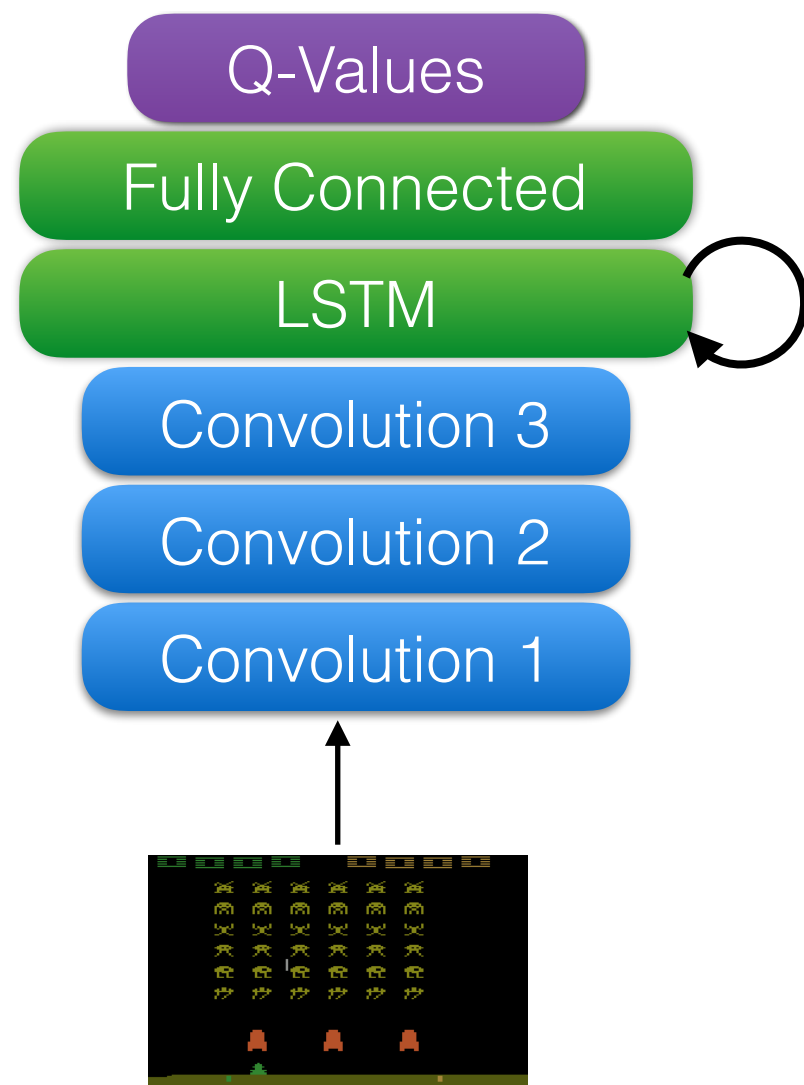 Q-Values
Fully Connected
LSTM
Convolution 3
Convolution 2
Convolution 1